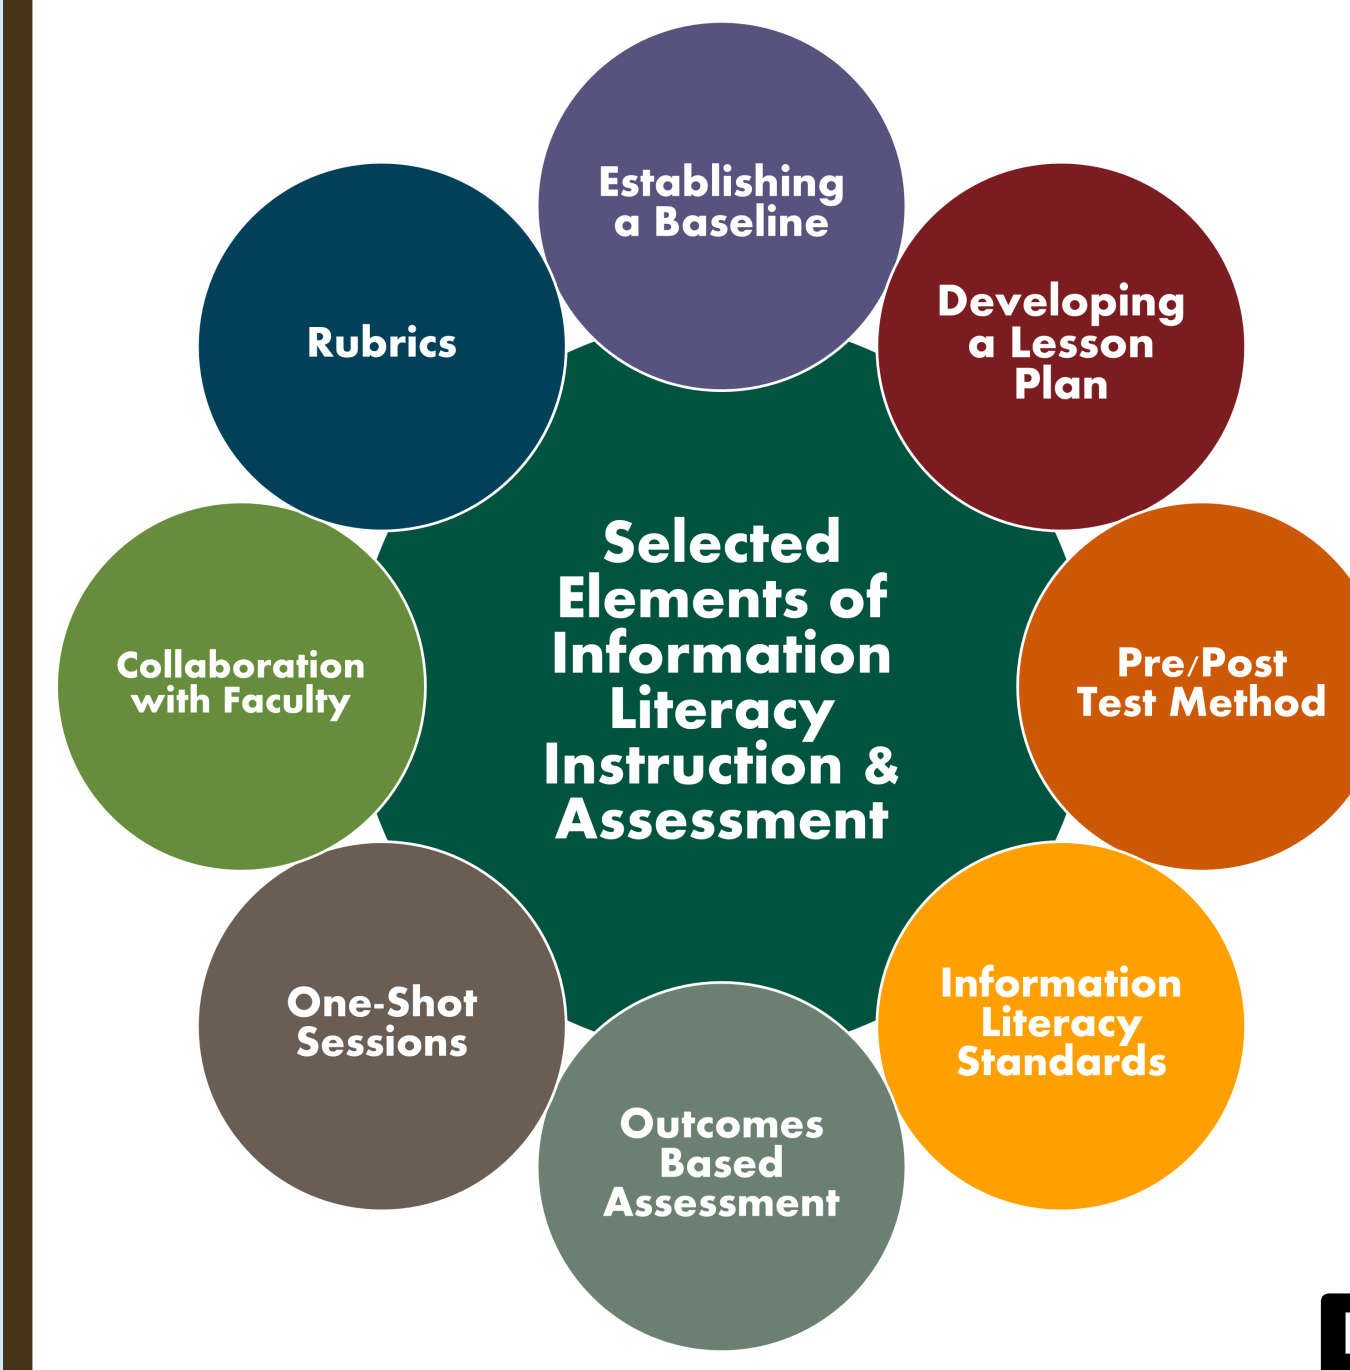 Establishing
a Baseline
Developing
a Lesson
Plan
Pre/Post
Test Method
Information
Literacy
Standards
Outcomes
Based
Assessment
One-Shot
Sessions
Collaboration
with Faculty
Rubrics
Selected
Elements of
Information
Literacy
Instruction &
Assessment